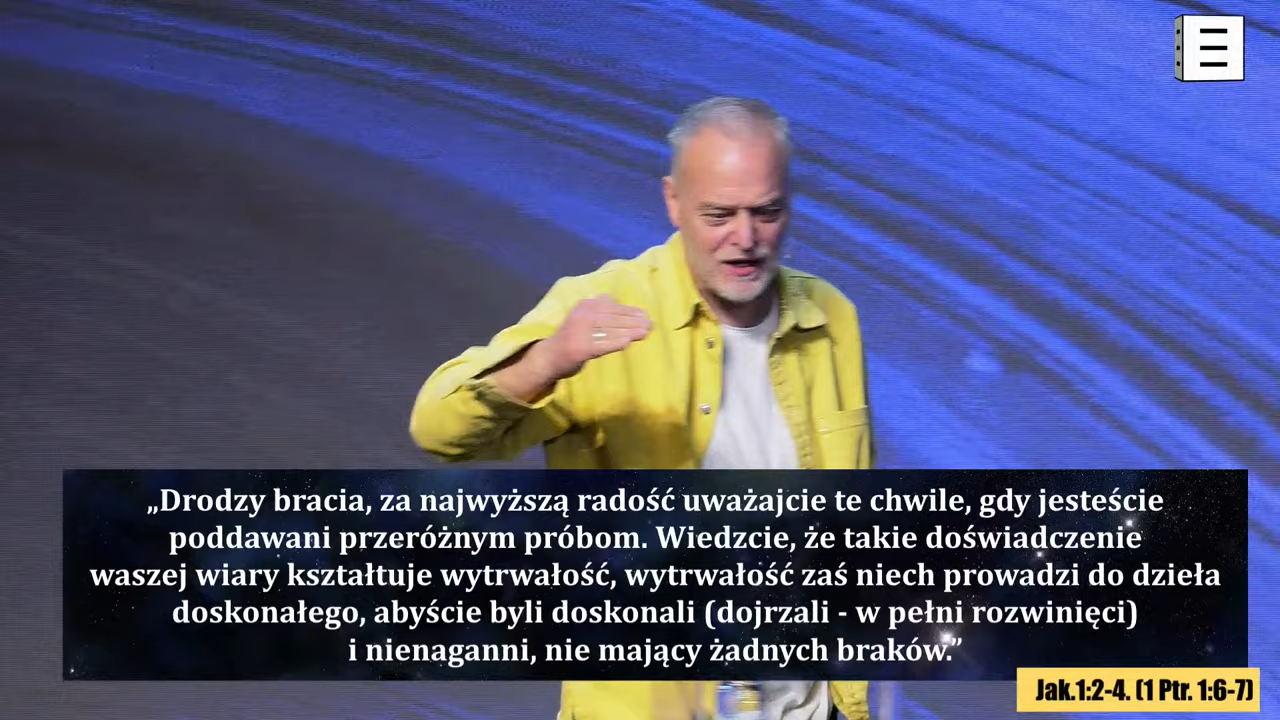 „Drodzy bracia, za najwyższą radość uważajcie te chwile, gdy jesteście
poddawani przeróżnym próbom. Wiedzcie, że takie doświadczenie
waszej wiary kształtuje wytrwałość, wytrwałość zaś niech prowadzi do dzieła
doskonałego, abyście byli doskonali (dojrzali - w pełni rozwinięci)
i nienaganni, nie mający żadnych braków.”
Jak.1:2-4. (1 Ptr. 1:6-7)